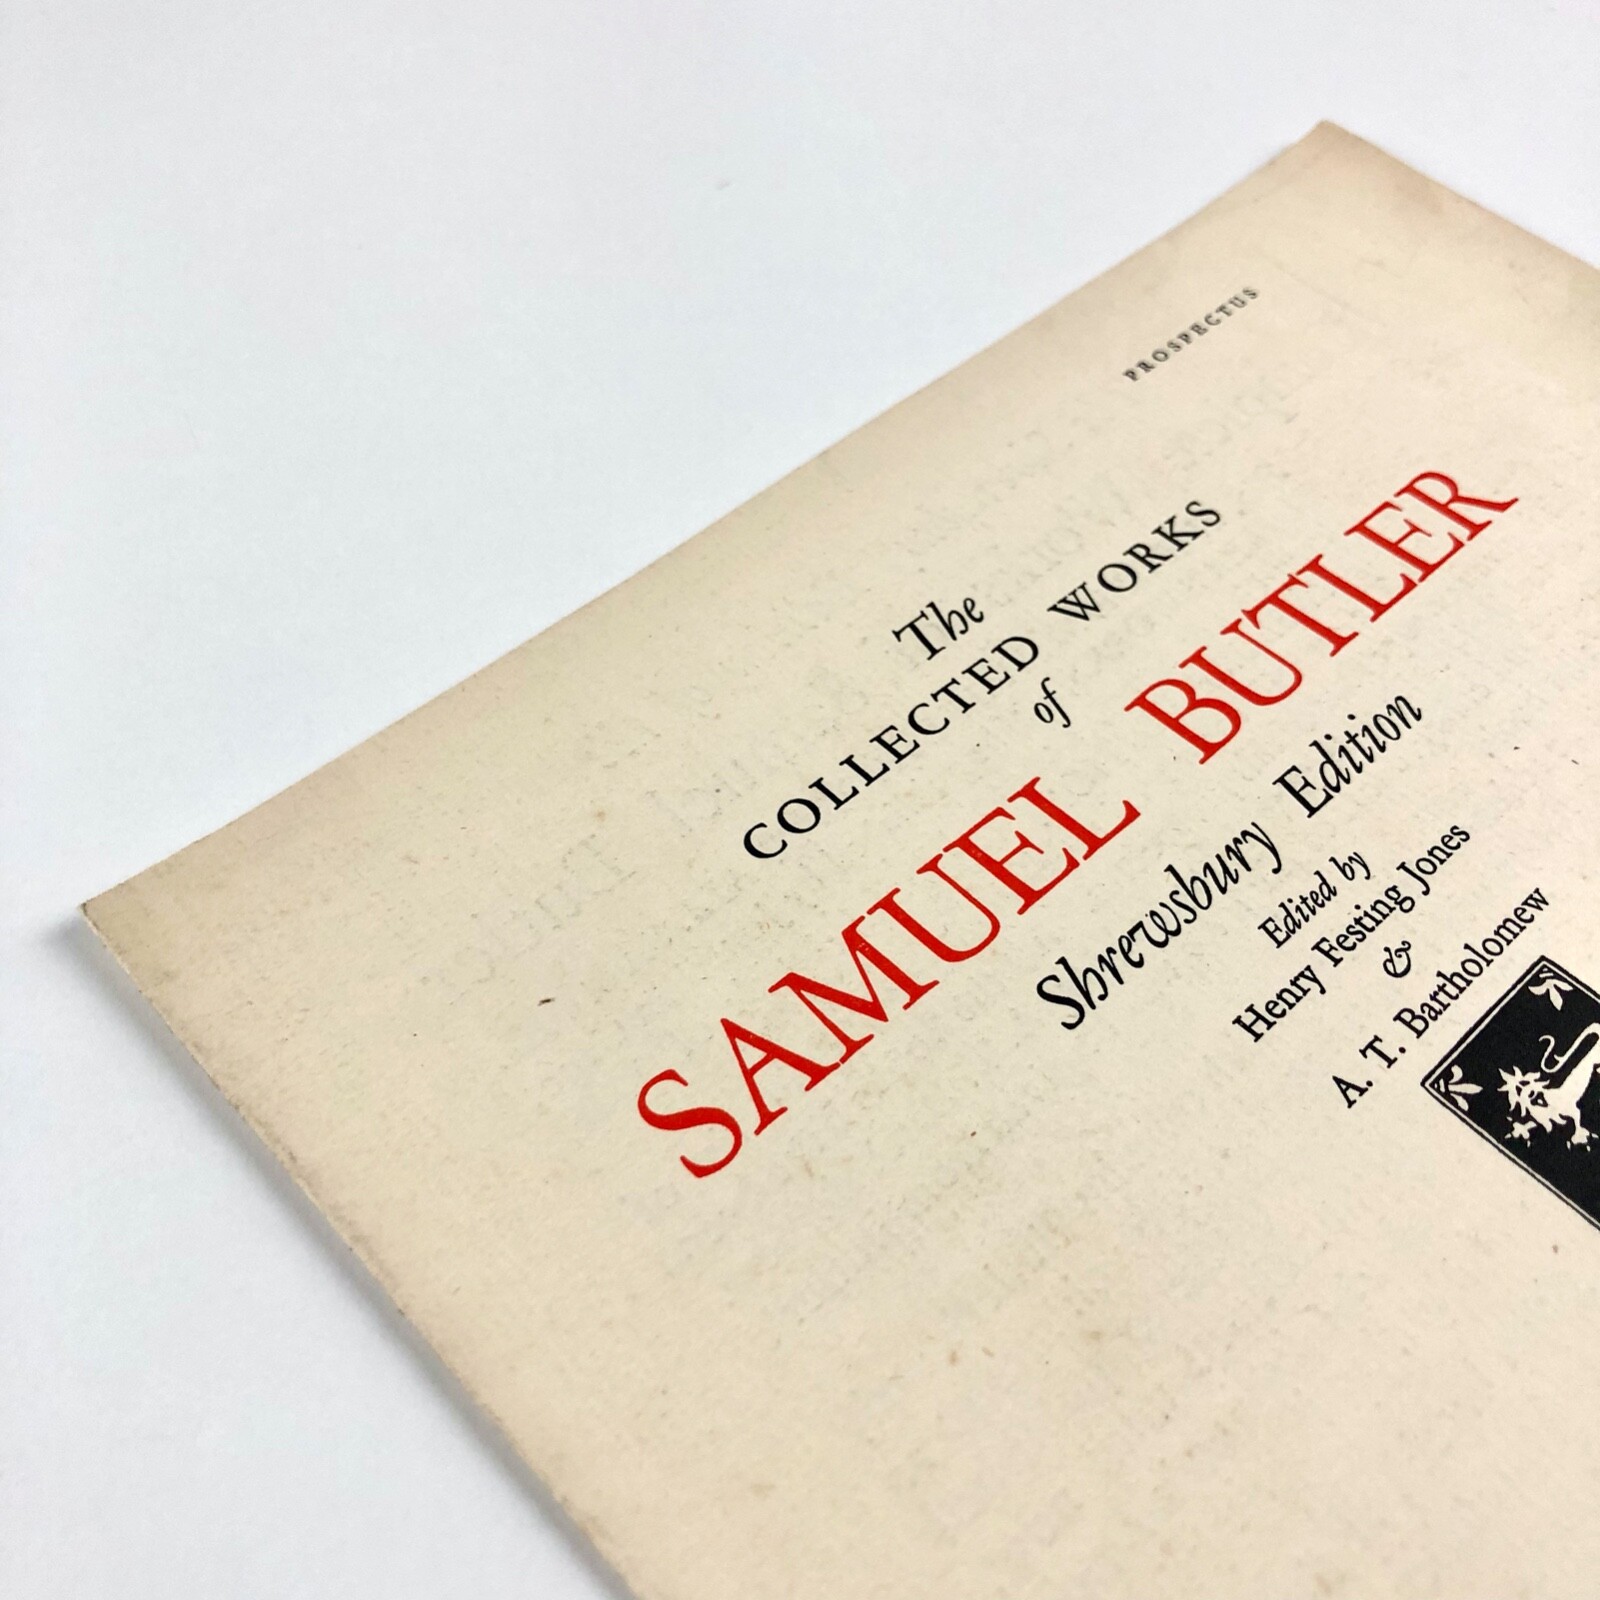 PROSPECTUS
The
COLLECTED WORKS
of
SAMUEL BUTLER
Shrewsbury Edition
Edited by
Henry Festing Jones
&
A. T. Bartholomew